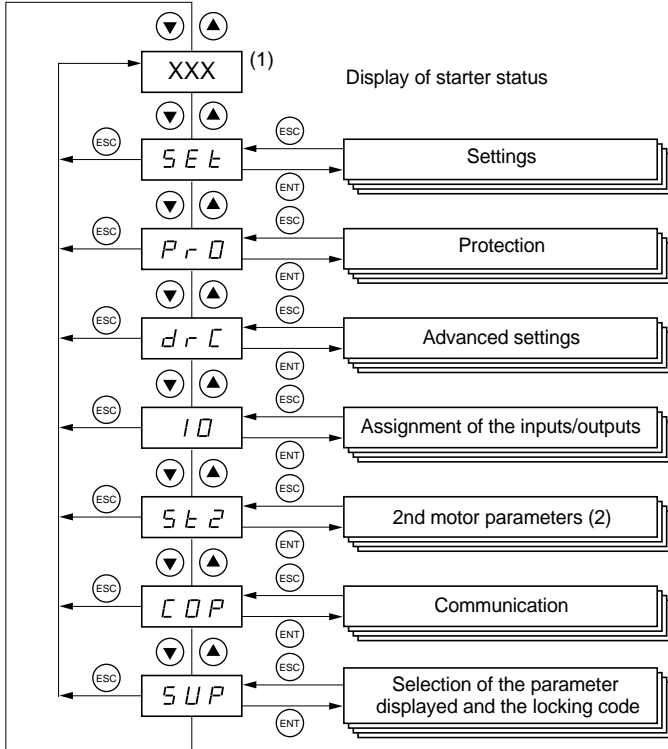 XXX
(1)
Display of starter status
ESC
ESC
SEt
Settings
ENT
ESC
ESC
PrO
Protection
ENT
ESC
ESC
drC
Advanced settings
ENT
ESC
ESC
IO
Assignment of the inputs/outputs
ENT
ESC
ESC
St2
2nd motor parameters (2)
ENT
ESC
ESC
COP
Communication
ENT
ESC
ESC
SUP
Selection of the parameter
displayed and the locking code
ENT